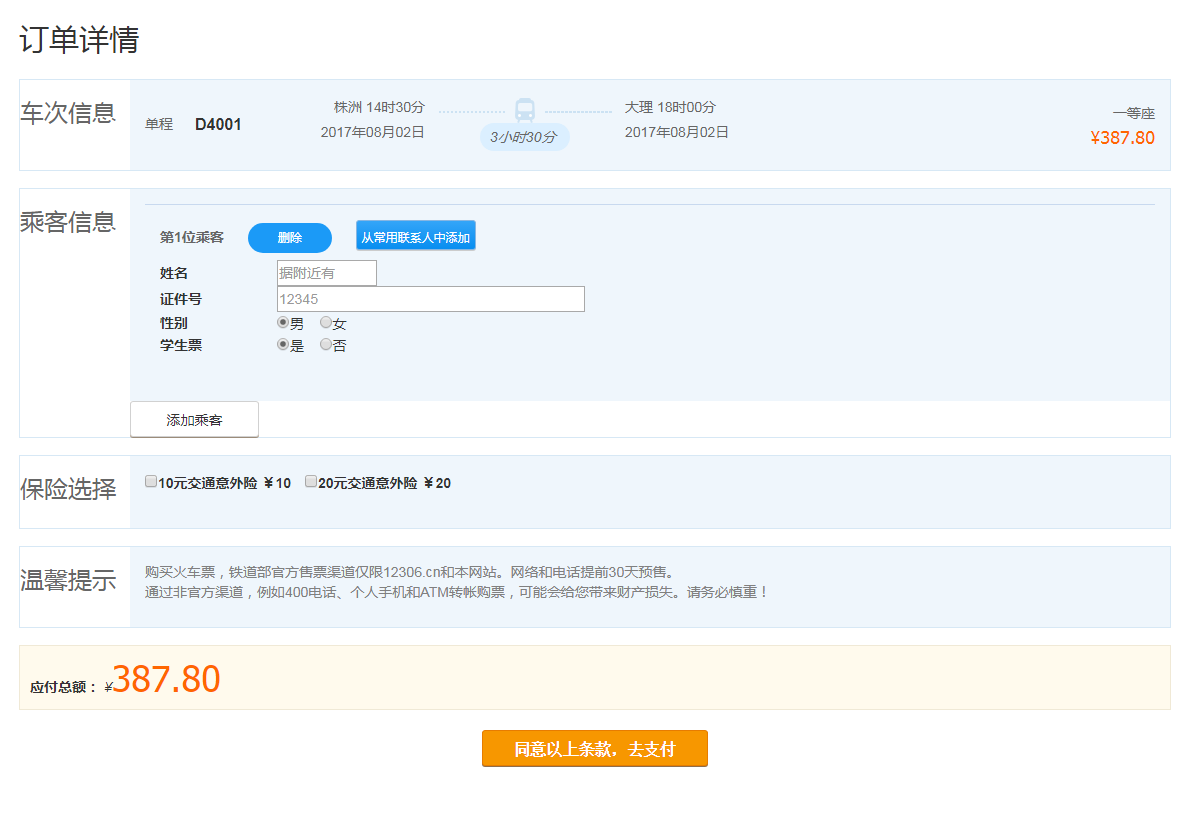 订单详情
车次信息
单程 D4001
株洲 14时30分
2017年08月02日
3小时30分
大理 18时00分
2017年08月02日
一等座
¥387.80
乘客信息
第1位乘客 删除 从常用联系人中添加
姓名 据附近有
证件号 12345
性别 男 女
学生票 是 否
添加乘客
保险选择
10元交通意外险 ¥10 20元交通意外险 ¥20
温馨提示
购买火车票，铁道部官方售票渠道仅限12306.cn和本网站。网络和电话提前30天预售。
通过非官方渠道，例如400电话、个人手机和ATM转帐购票，可能会给您带来财产损失。请务必慎重！
应付总额： ¥387.80
同意以上条款，去支付